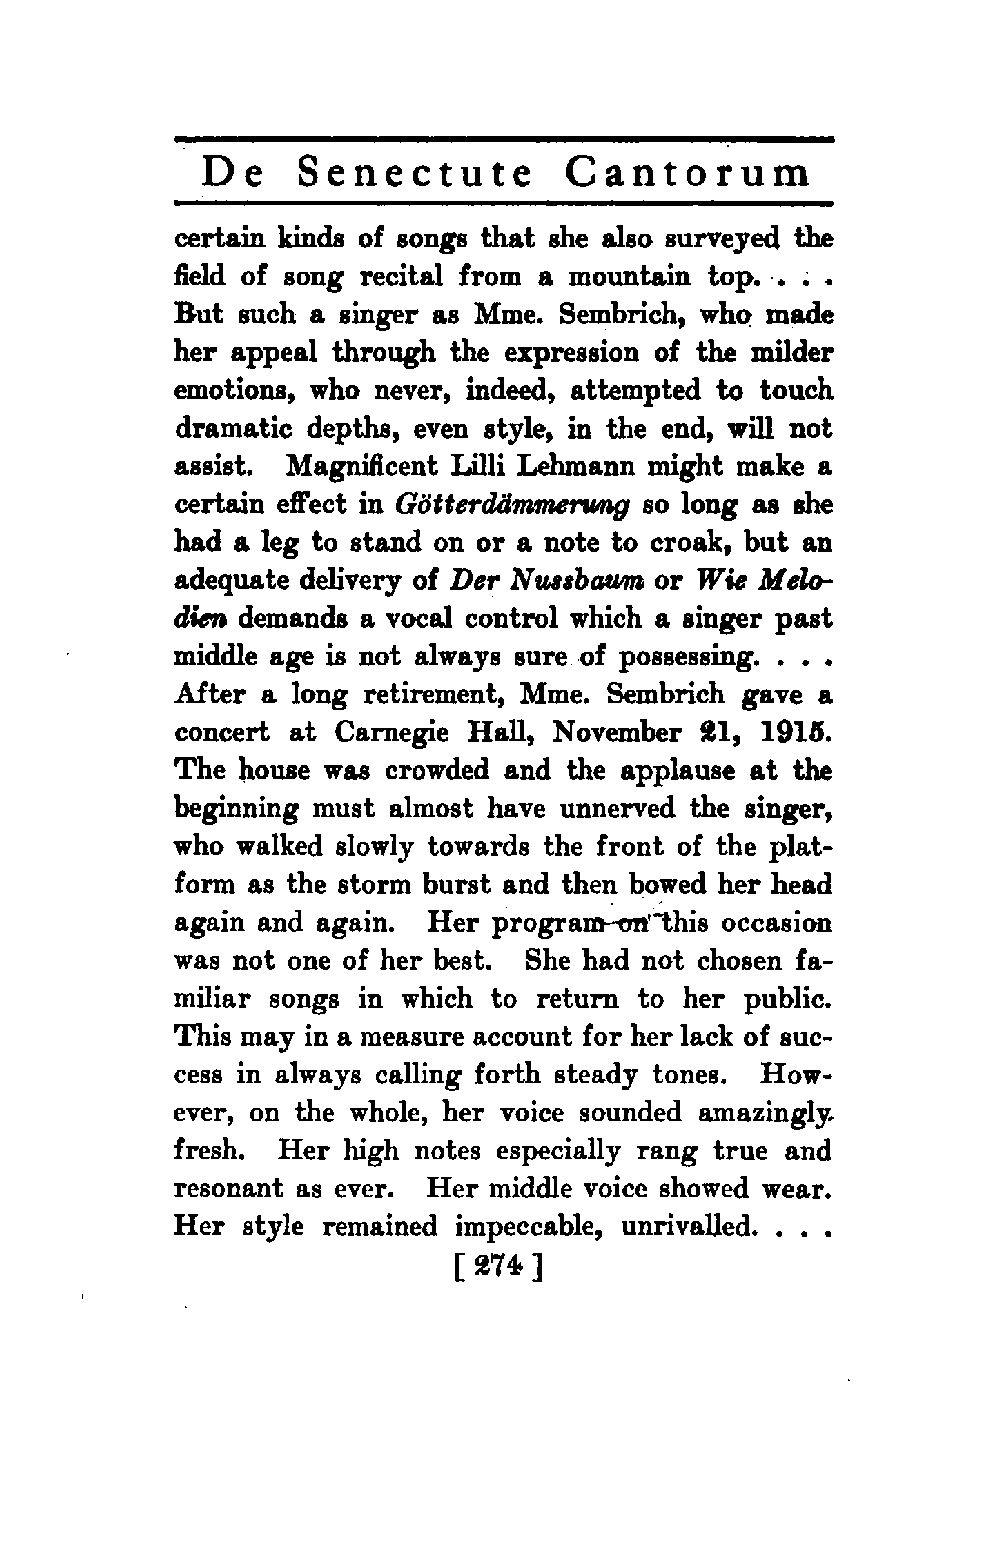 De Senectute Cantorum
certain kinds of songs that she also surveyed the
field of song recital from a mountain top. . . .
But such a singer as Mme. Sembrich, who made
her appeal through the expression of the milder
emotions, who never, indeed, attempted to touch
dramatic depths, even style, in the end, will not
assist. Magnificent Lilli Lehmann might make a
certain effect in Götterdämmerung so long as she
had a leg to stand on or a note to croak, but an
adequate delivery of Der Nussbaum or Wie Melo-
dien demands a vocal control which a singer past
middle age is not always sure of possessing. . . .
After a long retirement, Mme. Sembrich gave a
concert at Carnegie Hall, November 21, 1915.
The house was crowded and the applause at the
beginning must almost have unnerved the singer,
who walked slowly towards the front of the plat-
form as the storm burst and then bowed her head
again and again. Her program on this occasion
was not one of her best. She had not chosen fa-
miliar songs in which to return to her public.
This may in a measure account for her lack of suc-
cess in always calling forth steady tones. How-
ever, on the whole, her voice sounded amazingly
fresh. Her high notes especially rang true and
resonant as ever. Her middle voice showed wear.
Her style remained impeccable, unrivalled. . . .
[ 274 ]